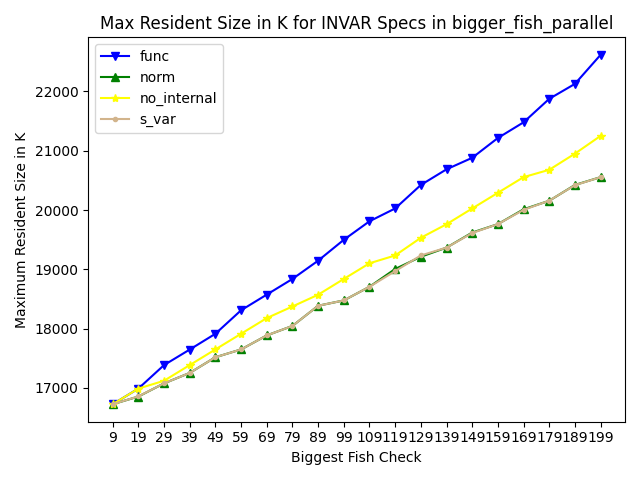 Max Resident Size in K for INVAR Specs in bigger_fish_parallel
func
norm
no_internal
s_var
22000
21000
20000
19000
18000
17000
Maximum Resident Size in K
9 19 29 39 49 59 69 79 89 99 109 119 129 139 149 159 169 179 189 199
Biggest Fish Check